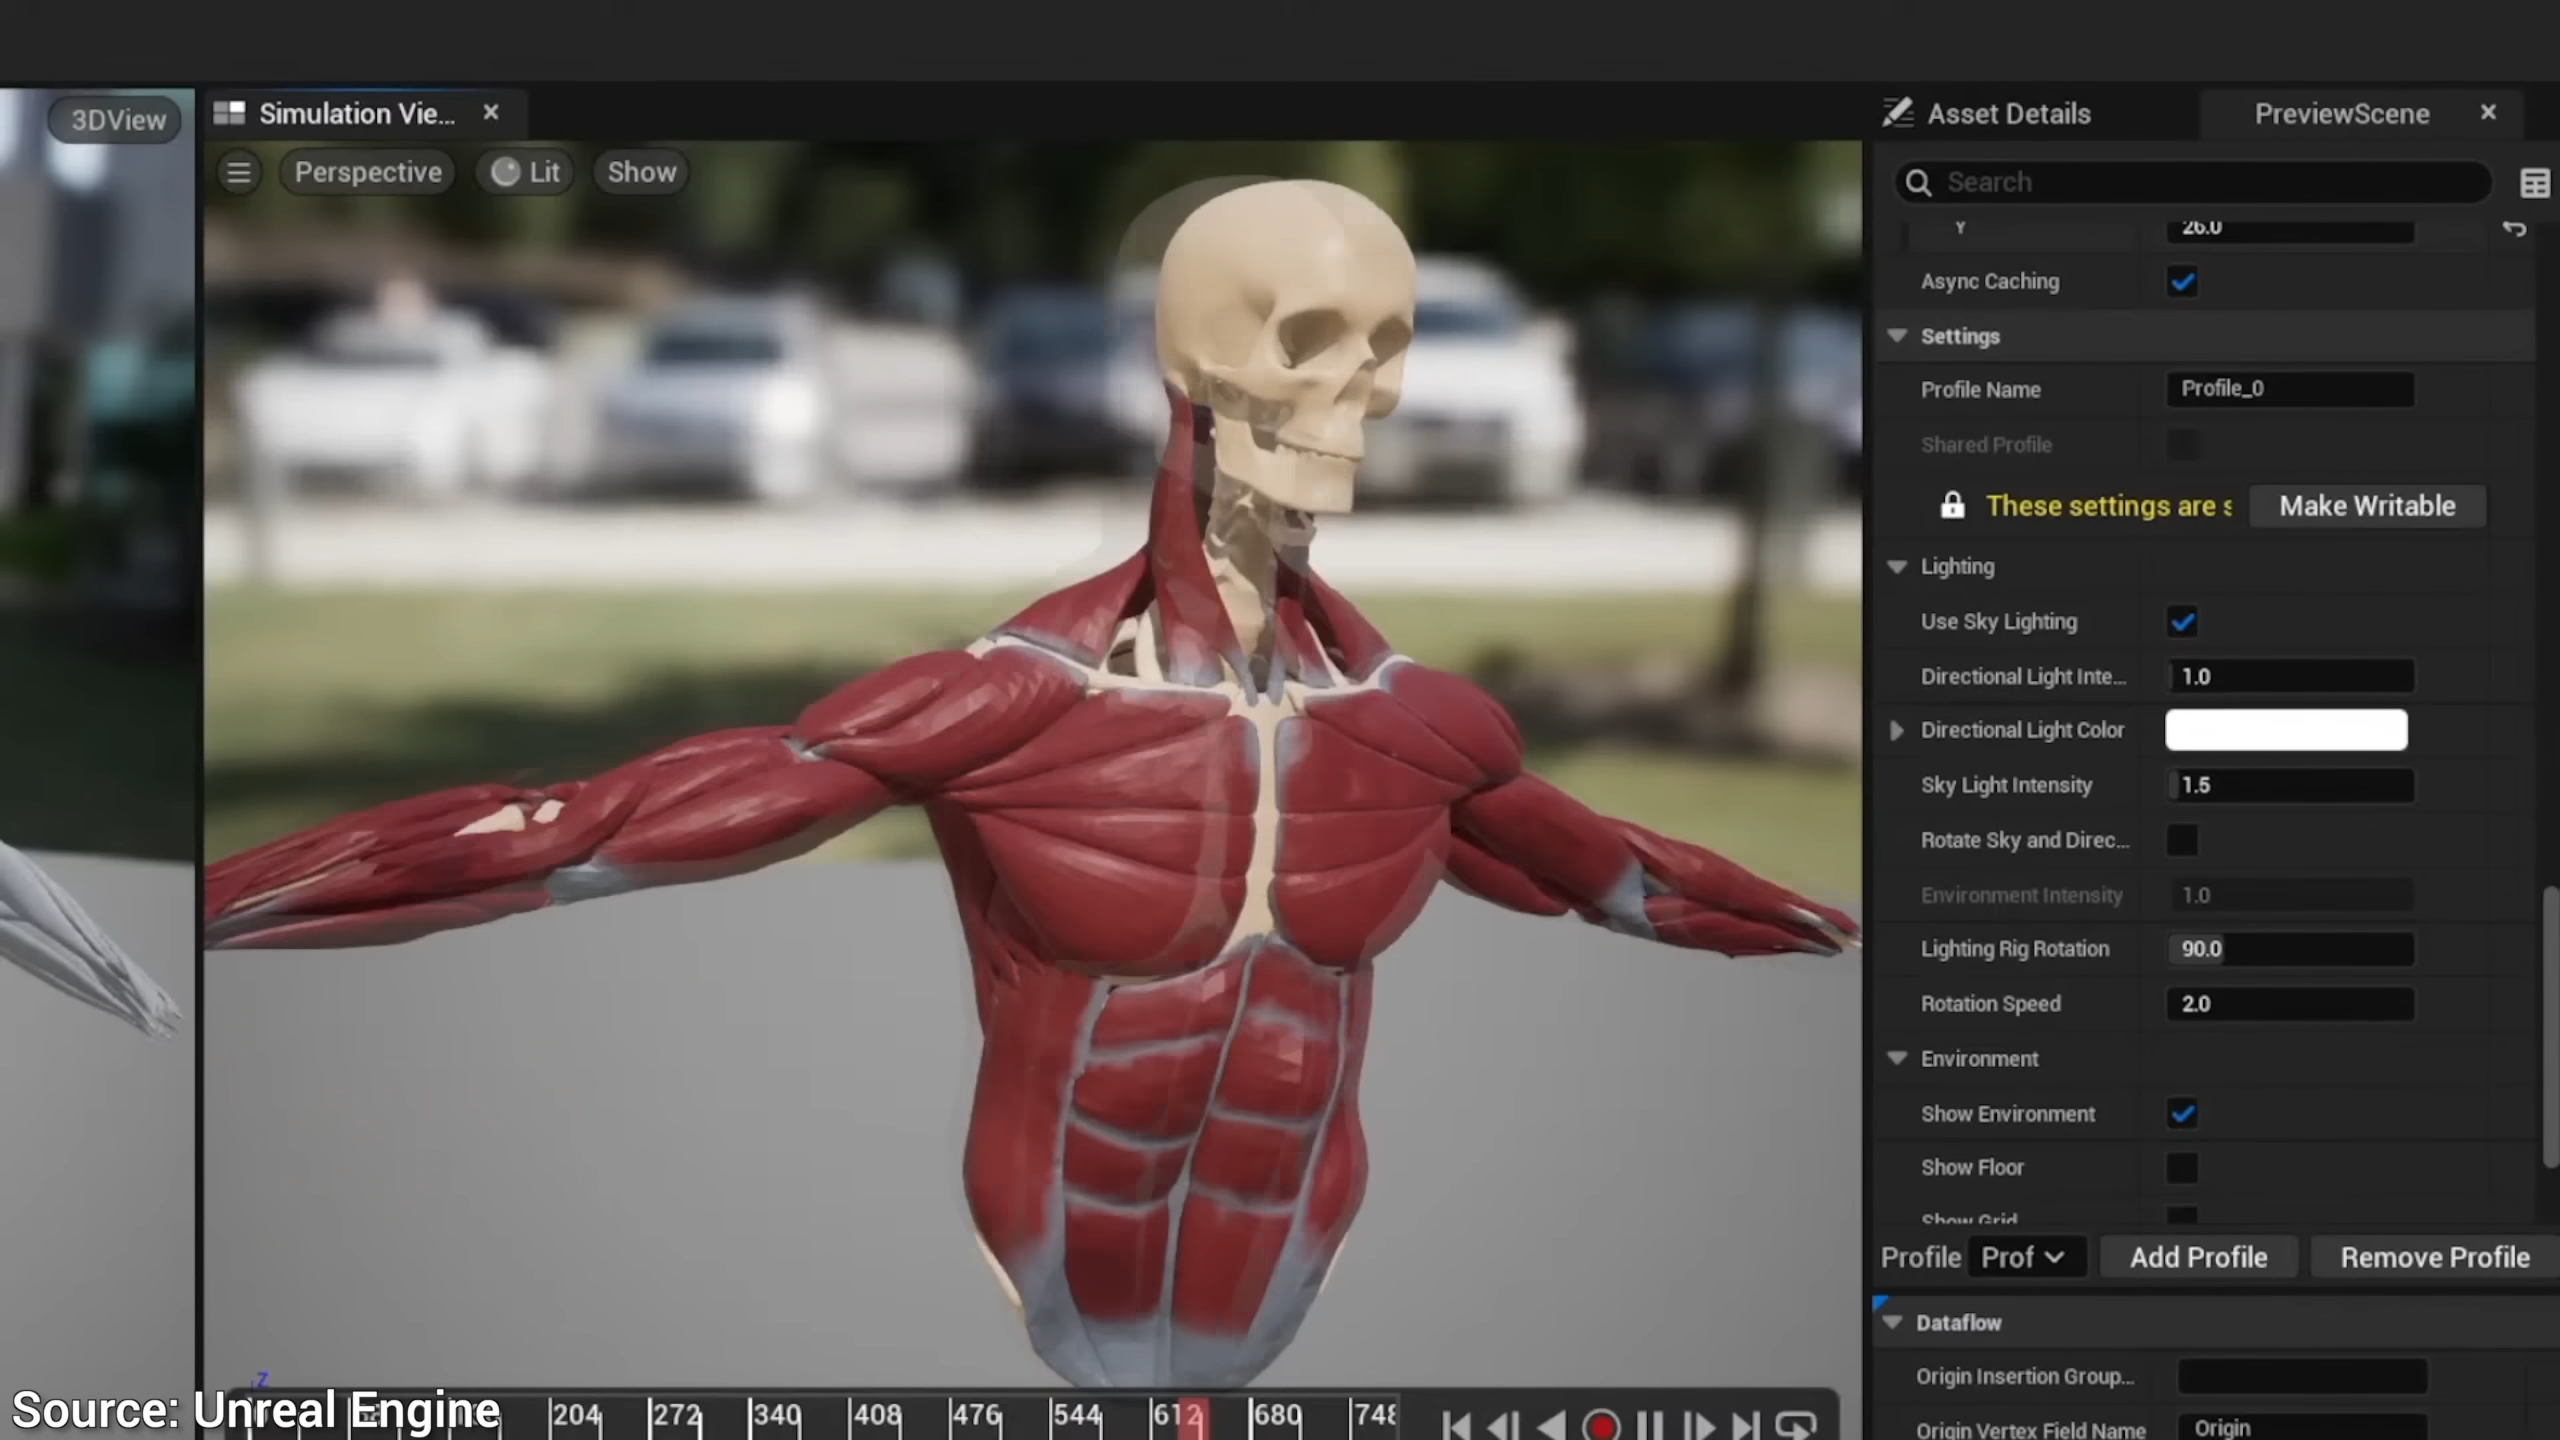 3DView
Simulation Vie...
Perspective
Lit
Show
Asset Details
PreviewScene
Search
Y 26.0
Async Caching
Settings
Profile Name Profile_0
Shared Profile
These settings are s Make Writable
Lighting
Use Sky Lighting
Directional Light Inte... 1.0
Directional Light Color
Sky Light Intensity 1.5
Rotate Sky and Direc...
Environment Intensity 1.0
Lighting Rig Rotation 90.0
Rotation Speed 2.0
Environment
Show Environment
Show Floor
Show Grid
Profile Prof Add Profile Remove Profile
Dataflow
Origin Insertion Group...
Origin Vertex Field Name Origin
Z
204 272 340 408 476 544 612 680 748
Source: Unreal Engine